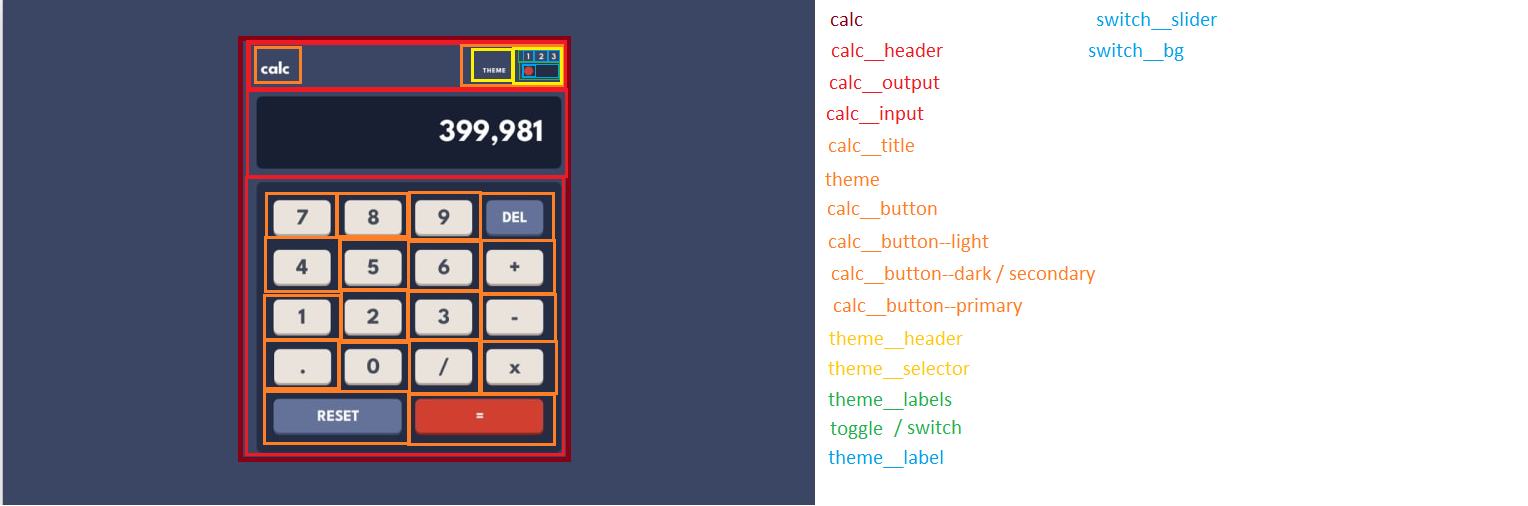 calc
THEME
1 2 3
399,981
7 8 9 DEL
4 5 6 +
1 2 3 -
. 0 / x
RESET =
calc
calc__header
calc__output
calc__input
calc__title
theme
calc__button
calc__button--light
calc__button--dark / secondary
calc__button--primary
theme__header
theme__selector
theme__labels
toggle / switch
theme__label
switch__slider
switch__bg